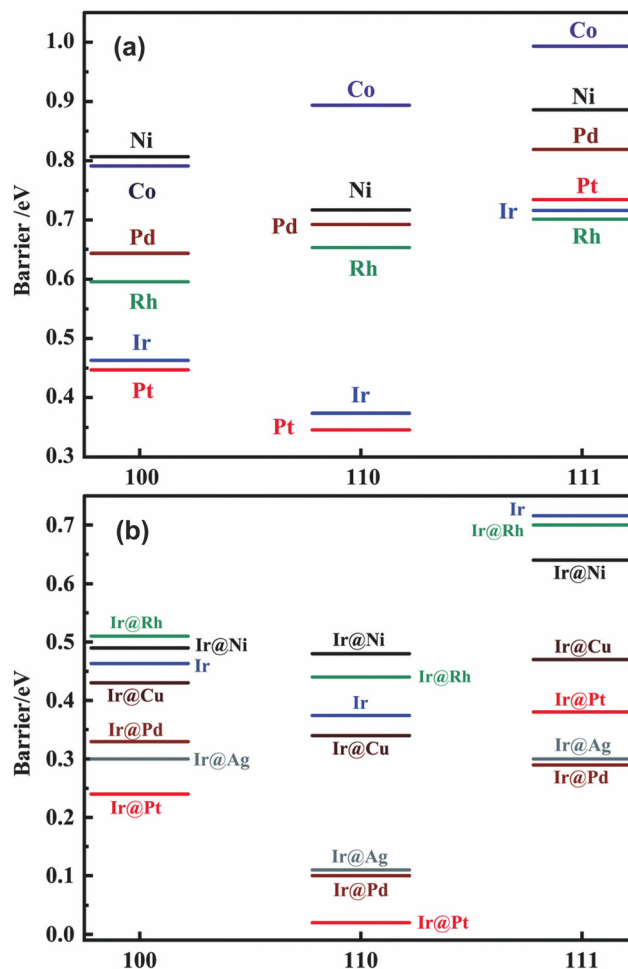 (a)
Barrier /eV
1.0
0.9
0.8
0.7
0.6
0.5
0.4
0.3
Ni
Co
Pd
Rh
Ir
Pt
Co
Ni
Pd
Rh
Ir
Pt
Co
Ni
Pd
Pt
Ir
Rh
100 110 111
(b)
Barrier/eV
0.7
0.6
0.5
0.4
0.3
0.2
0.1
0.0
Ir@Rh
Ir@Ni
Ir
Ir@Cu
Ir@Pd
Ir@Ag
Ir@Pt
Ir@Ni
Ir@Rh
Ir
Ir@Cu
Ir@Ag
Ir@Pd
Ir@Pt
Ir
Ir@Rh
Ir@Ni
Ir@Cu
Ir@Pt
Ir@Ag
Ir@Pd
100 110 111